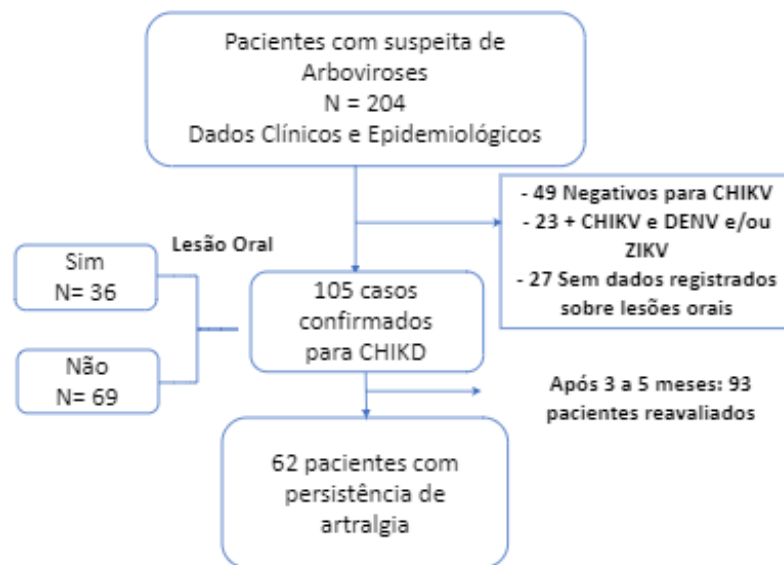 Pacientes com suspeita de
Arboviroses
N = 204
Dados Clínicos e Epidemiológicos
- 49 Negativos para CHIKV
- 23 + CHIKV e DENV e/ou
ZIKV
- 27 Sem dados registrados
sobre lesões orais
Lesão Oral
Sim
N= 36
Não
N= 69
105 casos
confirmados
para CHIKD
Após 3 a 5 meses: 93
pacientes reavaliados
62 pacientes com
persistência de
artralgia